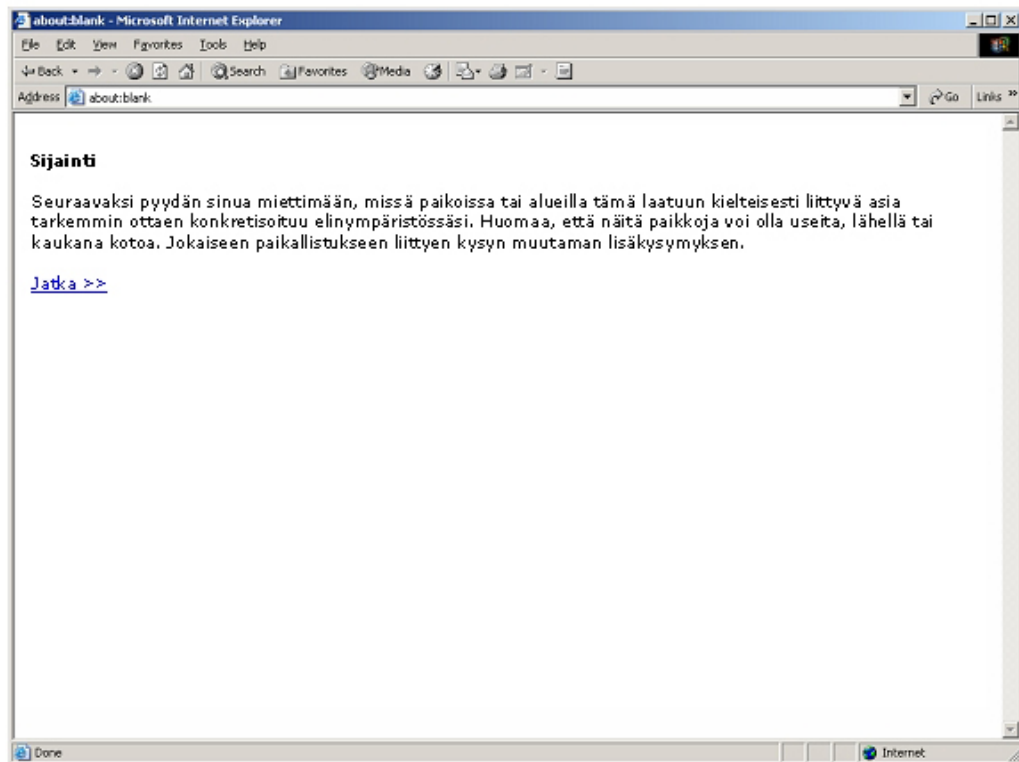 about:blank - Microsoft Internet Explorer
File Edit View Favorites Tools Help
Back Search Favorites Media
Address about:blank Go Links »
Sijainti
Seuraavaksi pyydän sinua miettimään, missä paikoissa tai alueilla tämä laatuun kielteisesti liittyvä asia
tarkemmin ottaen konkretisoituu elinympäristössäsi. Huomaa, että näitä paikkoja voi olla useita, lähellä tai
kaukana kotoa. Jokaiseen paikallistukseen liittyen kysyn muutaman lisäkysymyksen.
Jatka >>
Done Internet